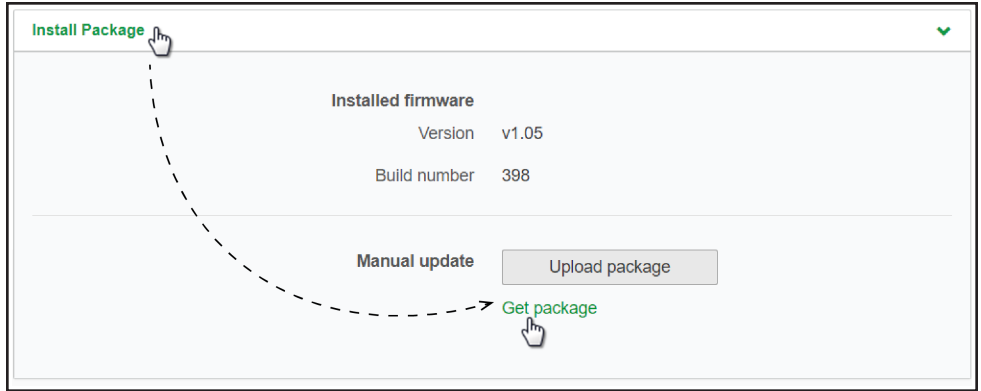 Install Package
Installed firmware
Version v1.05
Build number 398
Manual update Upload package
Get package